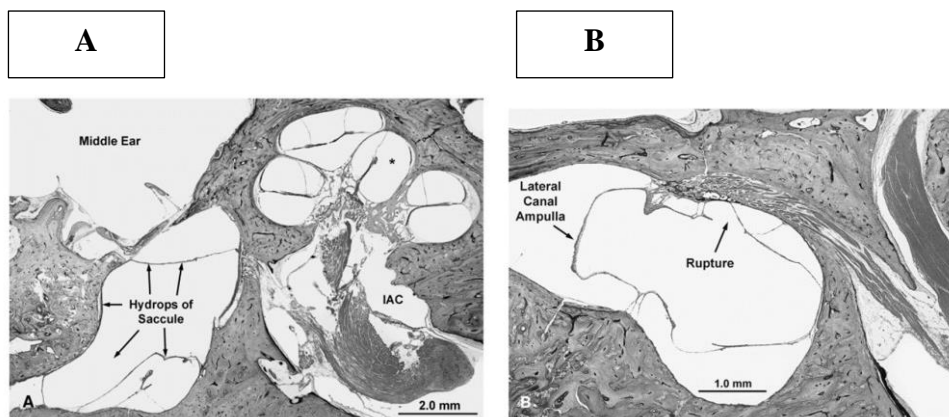 A
B
Middle Ear
*
IAC
Hydrops of
Saccule
A
2.0 mm
Lateral
Canal
Ampulla
Rupture
1.0 mm
B